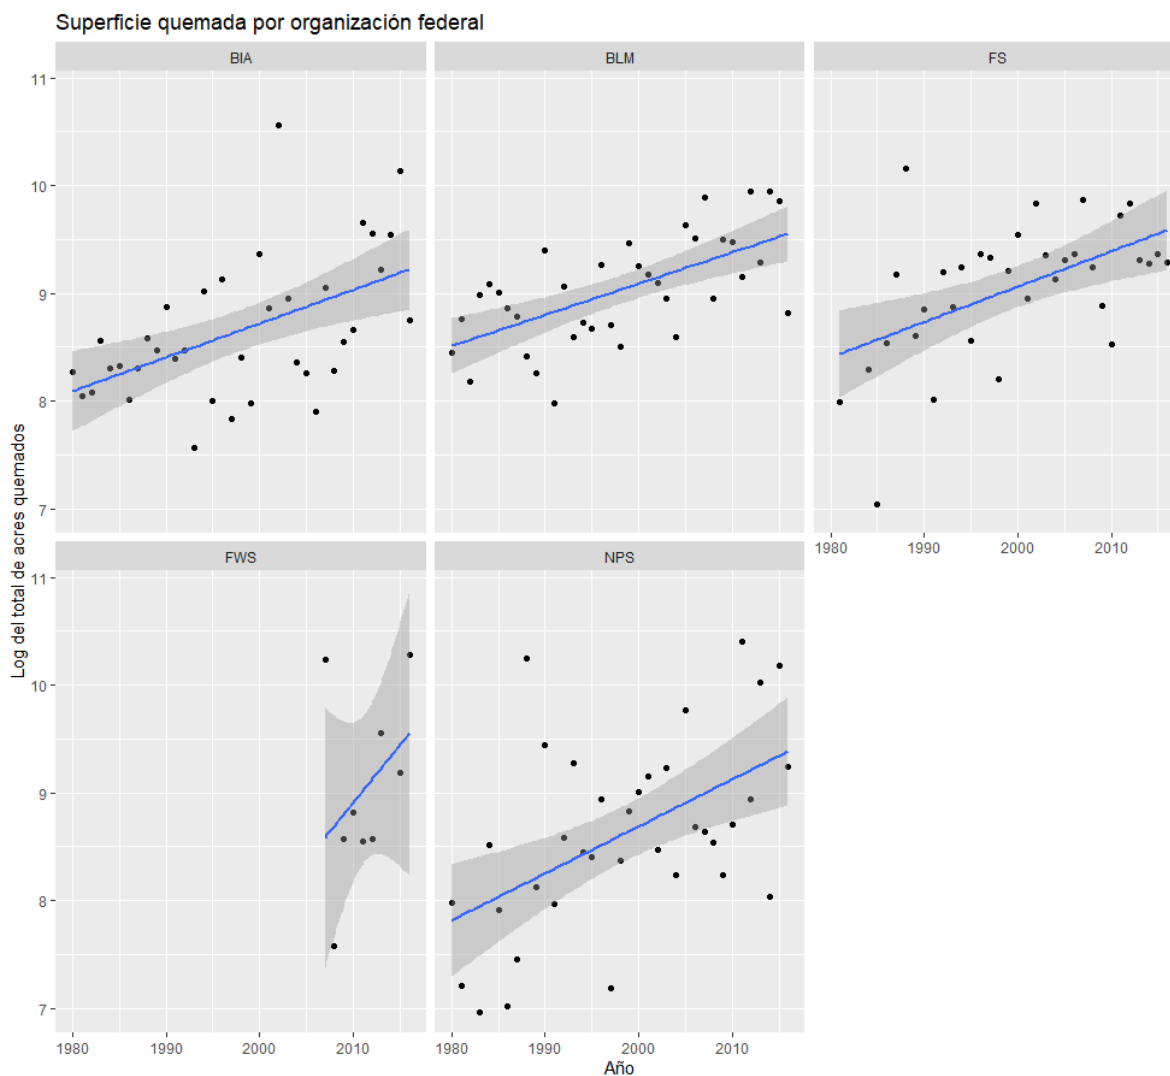 Superficie quemada por organización federal
BIA
BLM
FS
11
10
9
8
7
1980
1990
2000
2010
FWS
NPS
11
10
9
8
7
1980
1990
2000
2010
1980
1990
2000
2010
Log del total de acres quemados
Año